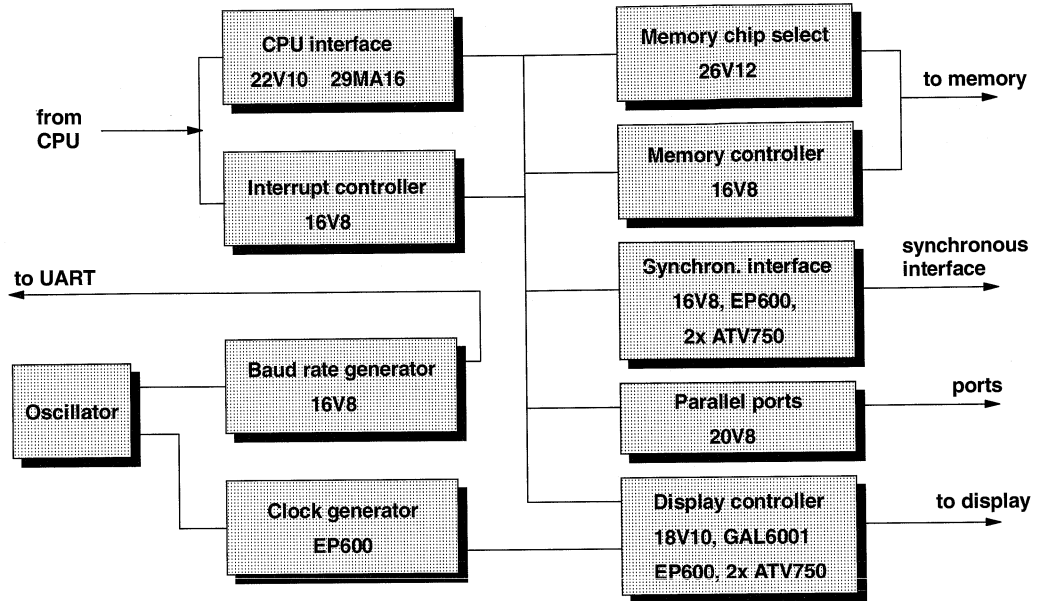 CPU interface
22V10 29MA16
from
CPU
Interrupt controller
16V8
to UART
Baud rate generator
16V8
Oscillator
Clock generator
EP600
Memory chip select
26V12
to memory
Memory controller
16V8
Synchron. interface
16V8, EP600,
2x ATV750
synchronous
interface
Parallel ports
20V8
ports
Display controller
18V10, GAL6001
EP600, 2x ATV750
to display